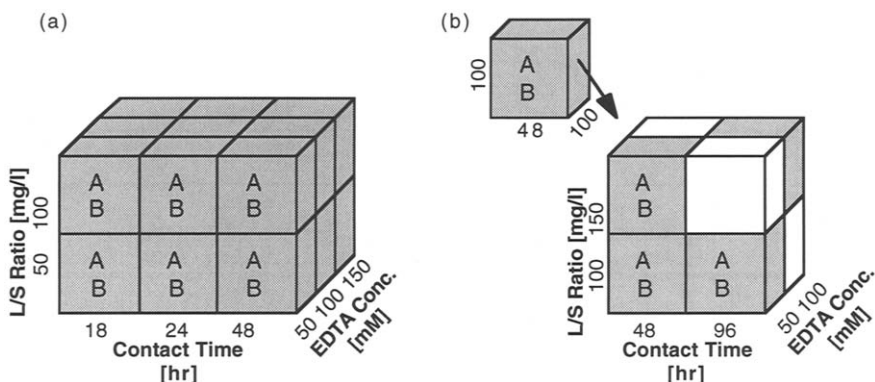 (a)
L/S Ratio [mg/l]
50 100
A A A
B B B
A A A
B B B
18 24 48
Contact Time
[hr]
50 100 150
EDTA Conc.
[mM]
(b)
100
A
B
48
100
L/S Ratio [mg/l]
100 150
A
B
A A
B B
48 96
Contact Time
[hr]
50 100
EDTA Conc.
[mM]